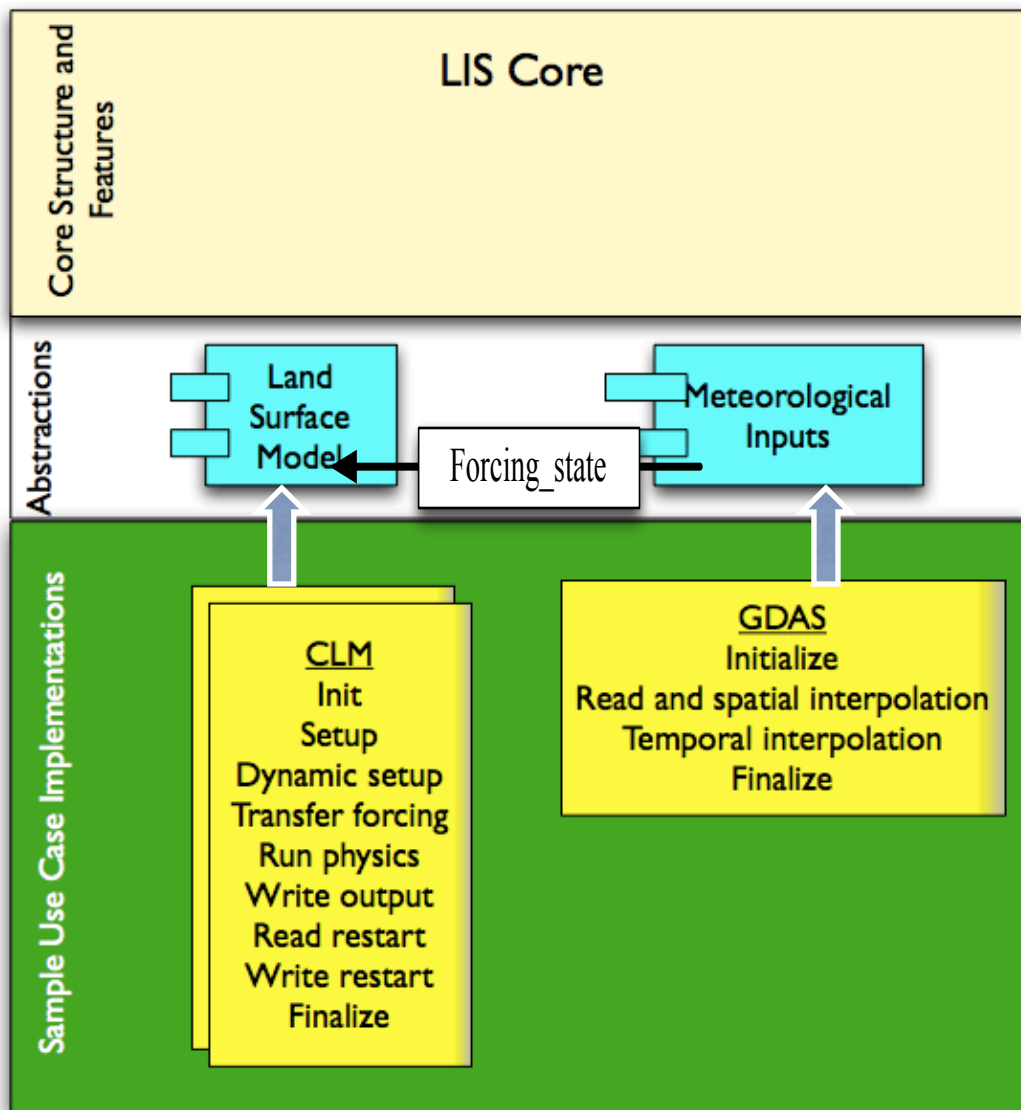 Core Structure and
Features
LIS Core
Abstractions
Land
Surface
Model
Forcing_state
Meteorological
Inputs
Sample Use Case Implementations
CLM
Init
Setup
Dynamic setup
Transfer forcing
Run physics
Write output
Read restart
Write restart
Finalize
GDAS
Initialize
Read and spatial interpolation
Temporal interpolation
Finalize